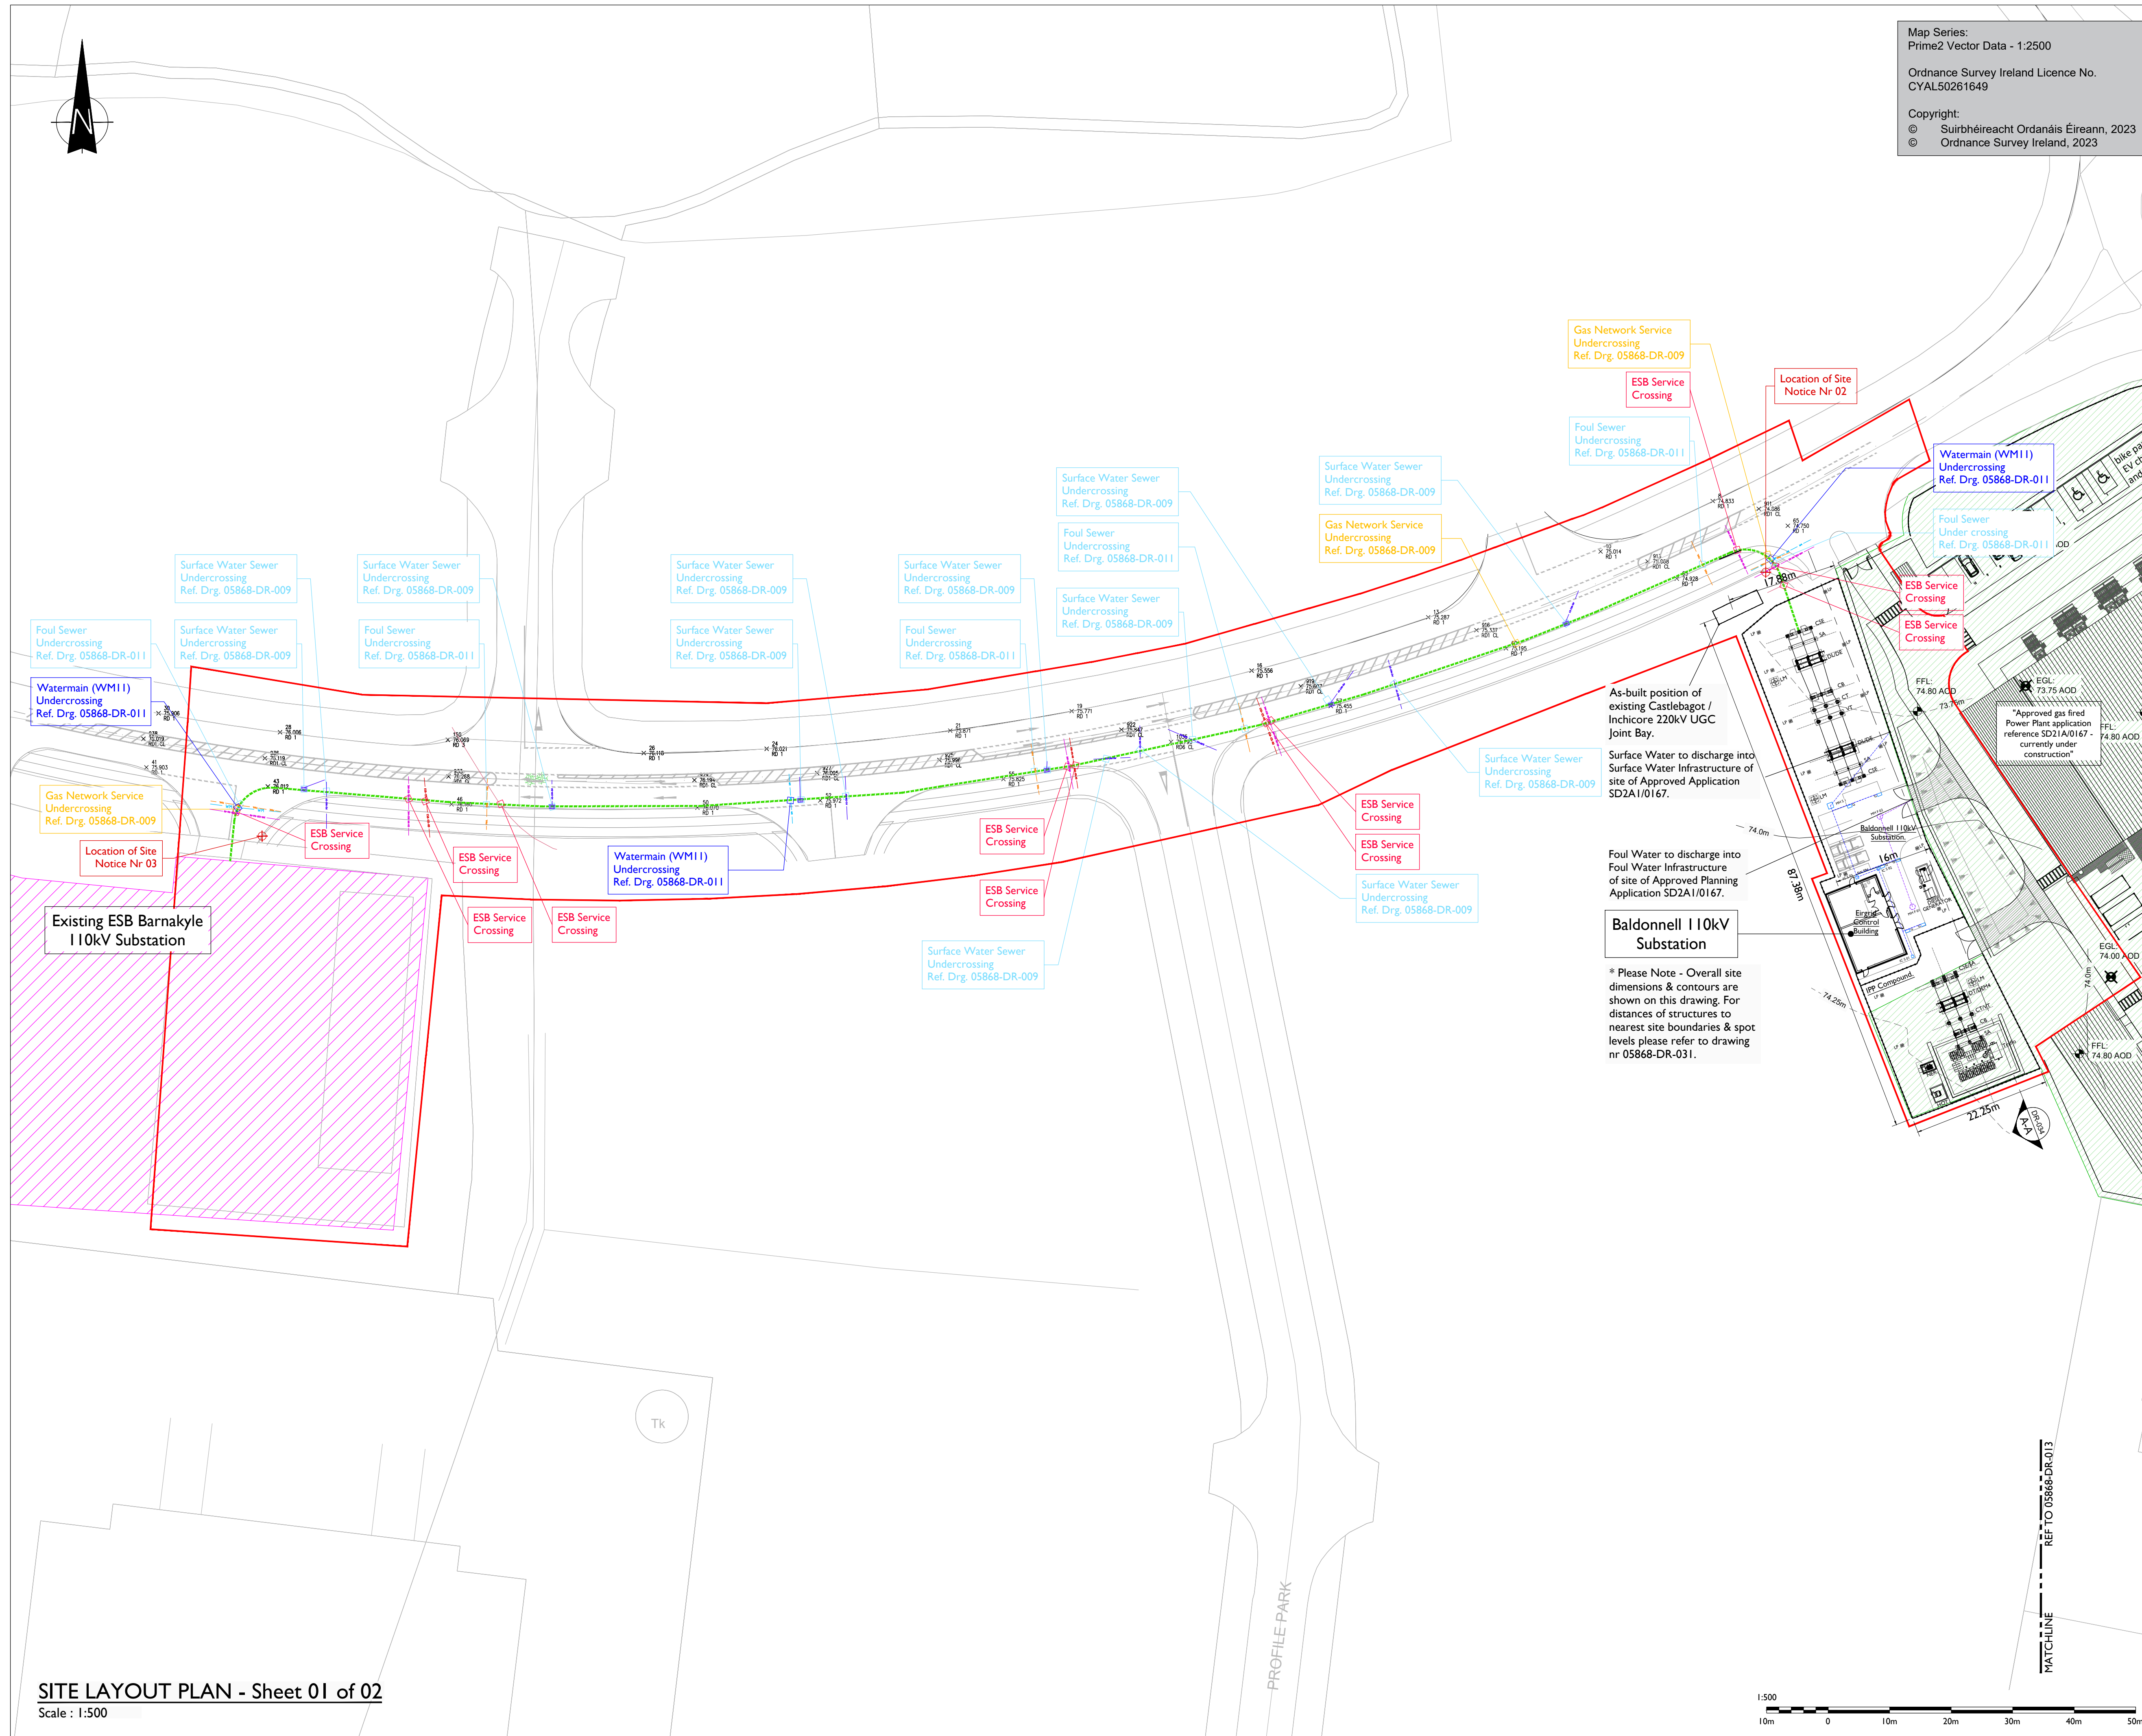 Map Series:
Prime2 Vector Data - 1:2500
Ordnance Survey Ireland Licence No.
CYAL50261649
Copyright:
© Suirbhéireacht Ordanáis Éireann, 2023
© Ordnance Survey Ireland, 2023
N
Gas Network Service
Undercrossing
Ref. Drg. 05868-DR-009
ESB Service
Crossing
Location of Site
Notice Nr 02
Foul Sewer
Undercrossing
Ref. Drg. 05868-DR-011
Watermain (WM11)
Undercrossing
Ref. Drg. 05868-DR-011
Foul Sewer
Under crossing
Ref. Drg. 05868-DR-011
ESB Service
Crossing
ESB Service
Crossing
Surface Water Sewer
Undercrossing
Ref. Drg. 05868-DR-009
Gas Network Service
Undercrossing
Ref. Drg. 05868-DR-009
Surface Water Sewer
Undercrossing
Ref. Drg. 05868-DR-009
Foul Sewer
Undercrossing
Ref. Drg. 05868-DR-011
Surface Water Sewer
Undercrossing
Ref. Drg. 05868-DR-009
Surface Water Sewer
Undercrossing
Ref. Drg. 05868-DR-009
Surface Water Sewer
Undercrossing
Ref. Drg. 05868-DR-009
Surface Water Sewer
Undercrossing
Ref. Drg. 05868-DR-009
Surface Water Sewer
Undercrossing
Ref. Drg. 05868-DR-009
Foul Sewer
Undercrossing
Ref. Drg. 05868-DR-011
Surface Water Sewer
Undercrossing
Ref. Drg. 05868-DR-009
Foul Sewer
Undercrossing
Ref. Drg. 05868-DR-011
Surface Water Sewer
Undercrossing
Ref. Drg. 05868-DR-009
Foul Sewer
Undercrossing
Ref. Drg. 05868-DR-011
Watermain (WM11)
Undercrossing
Ref. Drg. 05868-DR-011
Gas Network Service
Undercrossing
Ref. Drg. 05868-DR-009
Location of Site
Notice Nr 03
ESB Service
Crossing
ESB Service
Crossing
ESB Service
Crossing
ESB Service
Crossing
Watermain (WM11)
Undercrossing
Ref. Drg. 05868-DR-011
ESB Service
Crossing
ESB Service
Crossing
Surface Water Sewer
Undercrossing
Ref. Drg. 05868-DR-009
ESB Service
Crossing
ESB Service
Crossing
Surface Water Sewer
Undercrossing
Ref. Drg. 05868-DR-009
Surface Water Sewer
Undercrossing
Ref. Drg. 05868-DR-009
Existing ESB Barnakyle
110kV Substation
As-built position of
existing Castlebagot /
Inchicore 220kV UGC
Joint Bay.
Surface Water to discharge into
Surface Water Infrastructure of
site of Approved Application
SD2A1/0167.
Foul Water to discharge into
Foul Water Infrastructure
of site of Approved Planning
Application SD2A1/0167.
Baldonnell 110kV
Substation
* Please Note - Overall site
dimensions & contours are
shown on this drawing. For
distances of structures to
nearest site boundaries & spot
levels please refer to drawing
nr 05868-DR-031.
7.88m
87.38m
16m
22.25m
74.0m
74.25m
73.75m
74.0m
FFL:
74.80 AOD
EGL:
73.75 AOD
"Approved gas fired
Power Plant application
reference SD21A/0167 -
currently under
construction"
FFL:
74.80 AOD
EGL:
74.00 AOD
FFL:
74.80 AOD
Baldonnell 110kV
Substation
Eirgrid
Control
Building
IPP Compound
GENERATOR
DR-034
A-A
Tk
PROFILE PARK
MATCHLINE REF TO 05868-DR-013
SITE LAYOUT PLAN - Sheet 01 of 02
Scale : 1:500
1:500
10m 0 10m 20m 30m 40m 50m